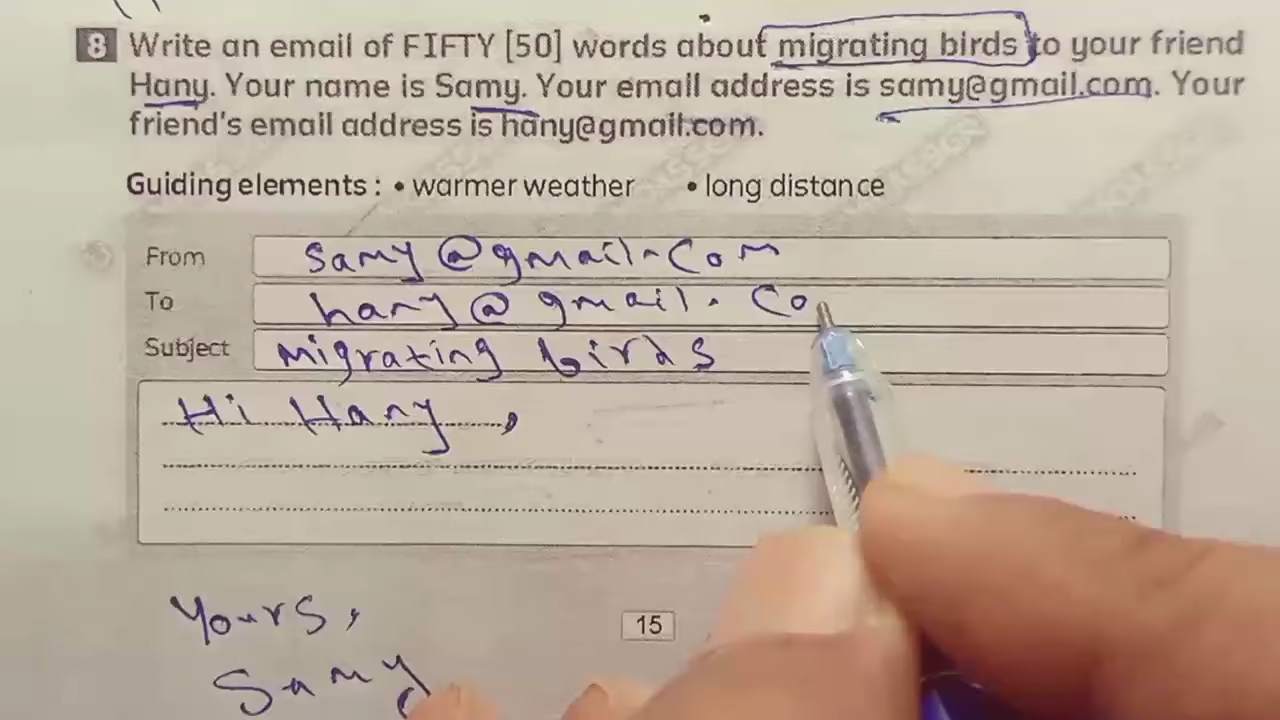 8 Write an email of FIFTY [50] words about migrating birds to your friend
Hany. Your name is Samy. Your email address is samy@gmail.com. Your
friend's email address is hany@gmail.com.
Guiding elements : • warmer weather • long distance
From samy@gmail.com
To hany@gmail.co
Subject Migrating birds
Hi Hany,
Yours,
15
Samy